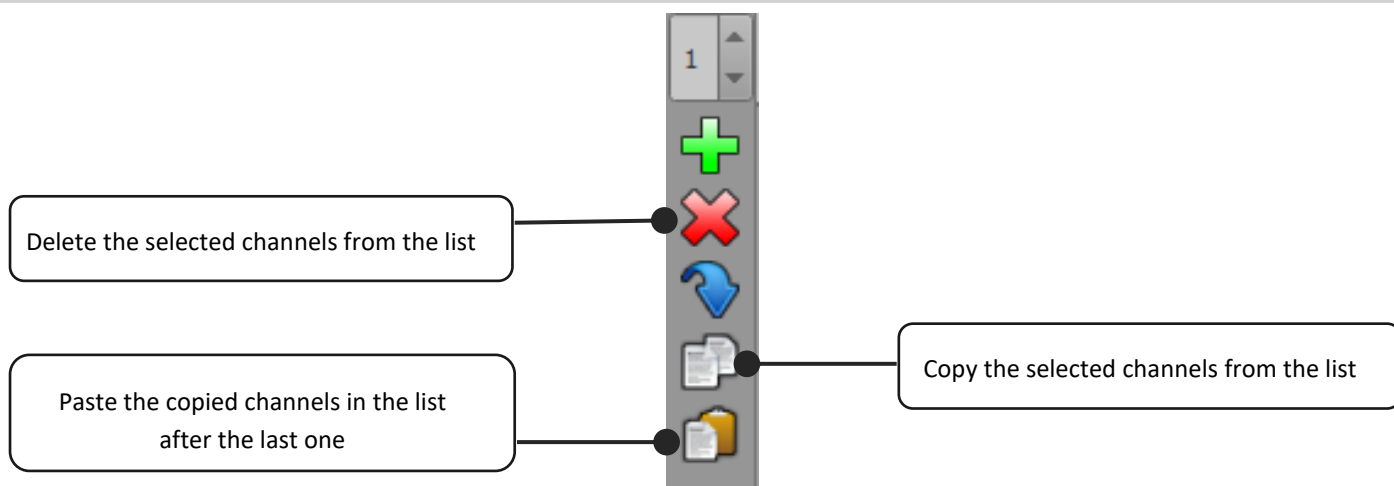 1
Delete the selected channels from the list
Copy the selected channels from the list
Paste the copied channels in the list
after the last one